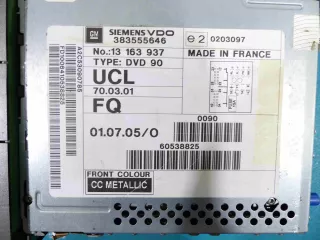 GM SIEMENS VDO
383555646
e2 0203097
No.: 13 163 937
MADE IN FRANCE
TYPE: DVD 90
UCL
70.03.01
FQ
0090
01.07.05/O
60538825
FRONT COLOUR
CC METALLIC